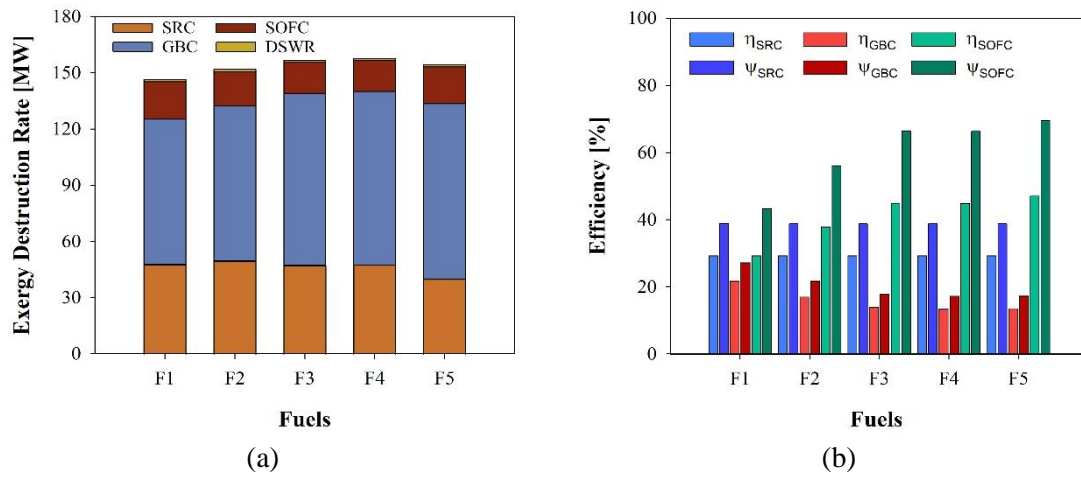 180
150
120
90
60
30
0
Exergy Destruction Rate [MW]
SRC SOFC
GBC DSWR
F1 F2 F3 F4 F5
Fuels
(a)
100
80
60
40
20
0
Efficiency [%]
ηSRC ηGBC ηSOFC
ψSRC ψGBC ψSOFC
F1 F2 F3 F4 F5
Fuels
(b)